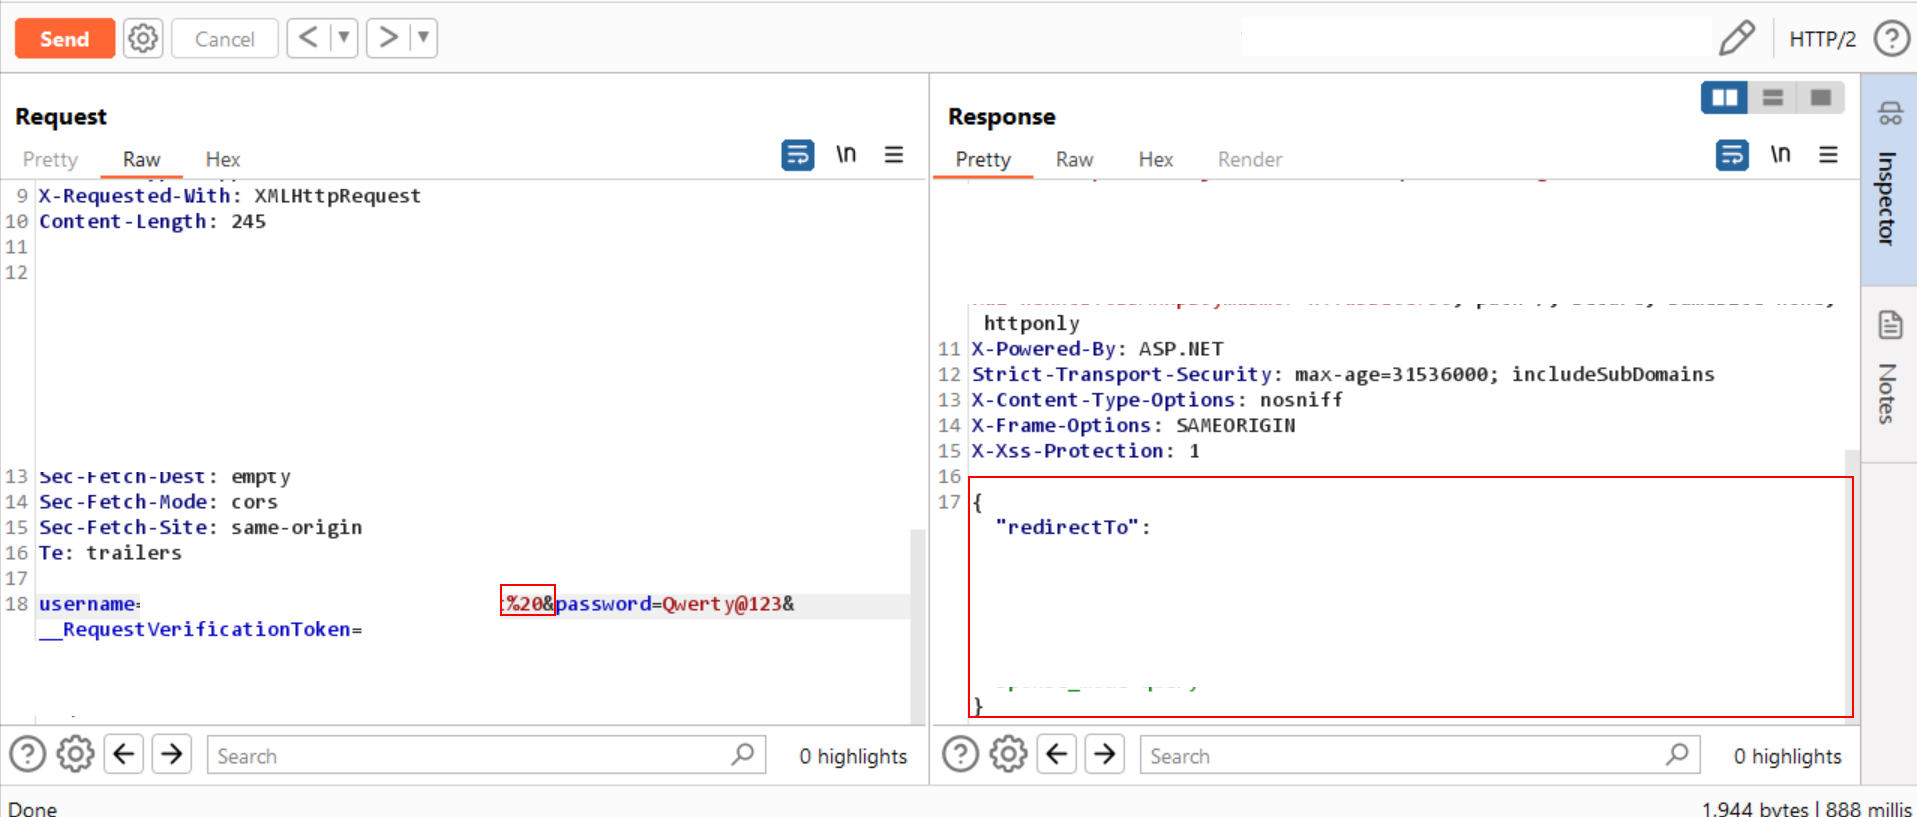 Send
Cancel
HTTP/2
Request
Pretty Raw Hex
\n
9 X-Requested-With: XMLHttpRequest
10 Content-Length: 245
11
12
13 Sec-Fetch-Dest: empty
14 Sec-Fetch-Mode: cors
15 Sec-Fetch-Site: same-origin
16 Te: trailers
17
18 username= %20&password=Qwerty@123&
__RequestVerificationToken=
Search
0 highlights
Response
Pretty Raw Hex Render
\n
httponly
11 X-Powered-By: ASP.NET
12 Strict-Transport-Security: max-age=31536000; includeSubDomains
13 X-Content-Type-Options: nosniff
14 X-Frame-Options: SAMEORIGIN
15 X-Xss-Protection: 1
16
17 {
"redirectTo":
}
Search
0 highlights
Inspector
Notes
Done
1,944 bytes | 888 millis